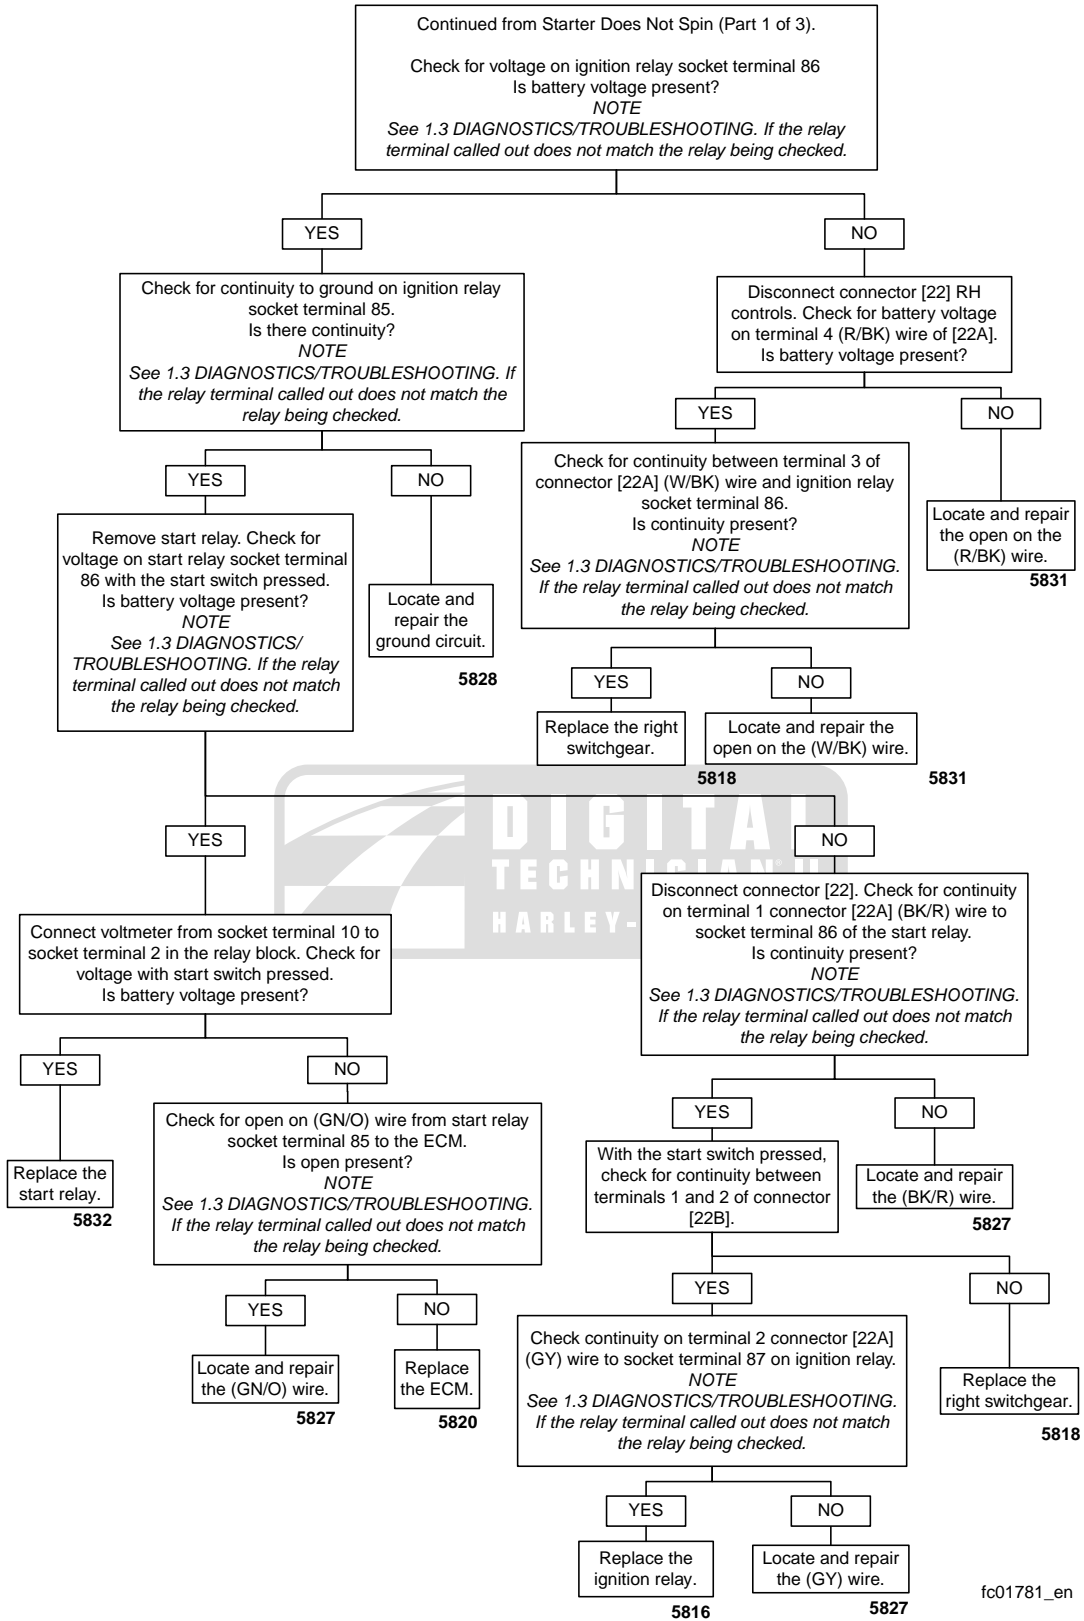 Continued from Starter Does Not Spin (Part 1 of 3).
Check for voltage on ignition relay socket terminal 86
Is battery voltage present?
NOTE
See 1.3 DIAGNOSTICS/TROUBLESHOOTING. If the relay
terminal called out does not match the relay being checked.
YES
NO
Check for continuity to ground on ignition relay
socket terminal 85.
Is there continuity?
NOTE
See 1.3 DIAGNOSTICS/TROUBLESHOOTING. If
the relay terminal called out does not match the
relay being checked.
Disconnect connector [22] RH
controls. Check for battery voltage
on terminal 4 (R/BK) wire of [22A].
Is battery voltage present?
YES
NO
YES
NO
Check for continuity between terminal 3 of
connector [22A] (W/BK) wire and ignition relay
socket terminal 86.
Is continuity present?
NOTE
See 1.3 DIAGNOSTICS/TROUBLESHOOTING.
If the relay terminal called out does not match
the relay being checked.
Locate and repair
the open on the
(R/BK) wire.
5831
Remove start relay. Check for
voltage on start relay socket terminal
86 with the start switch pressed.
Is battery voltage present?
NOTE
See 1.3 DIAGNOSTICS/
TROUBLESHOOTING. If the relay
terminal called out does not match
the relay being checked.
Locate and
repair the
ground circuit.
5828
YES
NO
Replace the right
switchgear.
5818
Locate and repair the
open on the (W/BK) wire.
5831
DIGITAL
TECHNICIAN II
HARLEY-
YES
NO
Connect voltmeter from socket terminal 10 to
socket terminal 2 in the relay block. Check for
voltage with start switch pressed.
Is battery voltage present?
Disconnect connector [22]. Check for continuity
on terminal 1 connector [22A] (BK/R) wire to
socket terminal 86 of the start relay.
Is continuity present?
NOTE
See 1.3 DIAGNOSTICS/TROUBLESHOOTING.
If the relay terminal called out does not match
the relay being checked.
YES
NO
YES
NO
Replace the
start relay.
5832
Check for open on (GN/O) wire from start relay
socket terminal 85 to the ECM.
Is open present?
NOTE
See 1.3 DIAGNOSTICS/TROUBLESHOOTING.
If the relay terminal called out does not match
the relay being checked.
With the start switch pressed,
check for continuity between
terminals 1 and 2 of connector
[22B].
Locate and repair
the (BK/R) wire.
5827
YES
NO
YES
NO
Locate and repair
the (GN/O) wire.
5827
Replace
the ECM.
5820
Check continuity on terminal 2 connector [22A]
(GY) wire to socket terminal 87 on ignition relay.
NOTE
See 1.3 DIAGNOSTICS/TROUBLESHOOTING.
If the relay terminal called out does not match
the relay being checked.
Replace the
right switchgear.
5818
YES
NO
Replace the
ignition relay.
5816
Locate and repair
the (GY) wire.
5827
fc01781_en